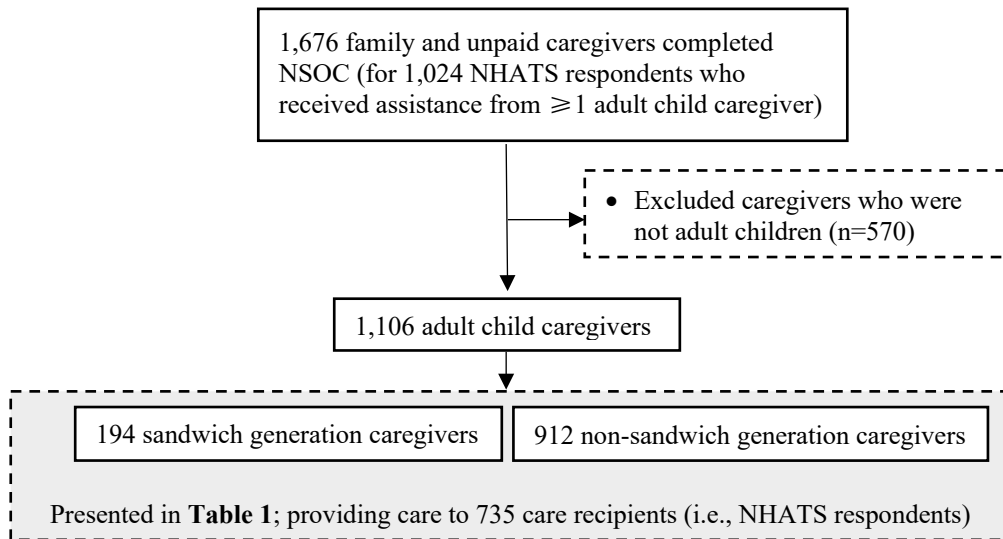 1,676 family and unpaid caregivers completed
NSOC (for 1,024 NHATS respondents who
received assistance from ⩾1 adult child caregiver)
• Excluded caregivers who were
not adult children (n=570)
1,106 adult child caregivers
194 sandwich generation caregivers
912 non-sandwich generation caregivers
Presented in Table 1; providing care to 735 care recipients (i.e., NHATS respondents)